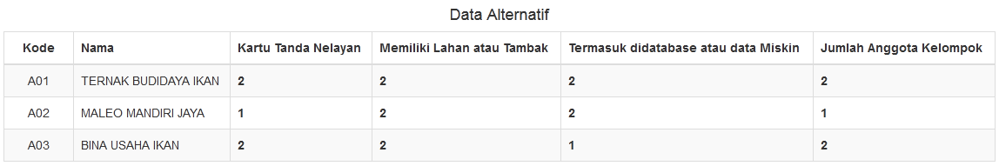 Data Alternatif
Kode Nama Kartu Tanda Nelayan Memiliki Lahan atau Tambak Termasuk didatabase atau data Miskin Jumlah Anggota Kelompok
A01 TERNAK BUDIDAYA IKAN 2 2 2 2
A02 MALEO MANDIRI JAYA 1 2 2 1
A03 BINA USAHA IKAN 2 2 1 2